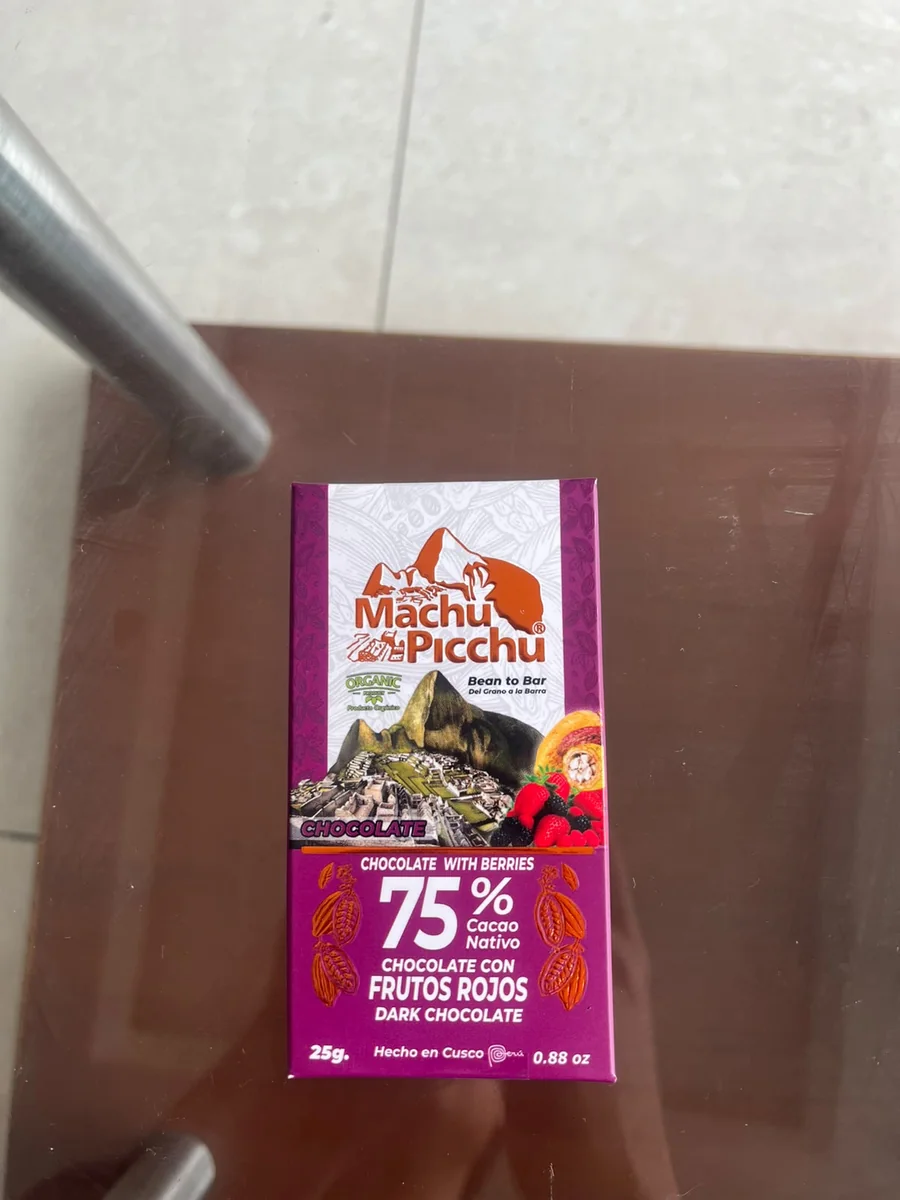 Machu
Picchu®
ORGANIC
Producto Orgánico
Bean to Bar
Del Grano a la Barra
CHOCOLATE
CHOCOLATE WITH BERRIES
75%
Cacao
Nativo
CHOCOLATE CON
FRUTOS ROJOS
DARK CHOCOLATE
25g.
Hecho en Cusco
Perú
0.88 oz